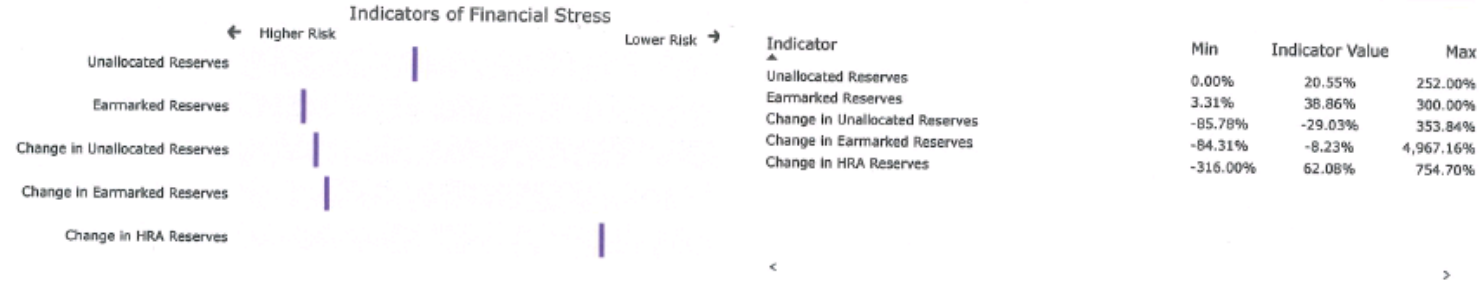 Indicators of Financial Stress
← Higher Risk
Lower Risk →
Unallocated Reserves
Earmarked Reserves
Change in Unallocated Reserves
Change in Earmarked Reserves
Change in HRA Reserves
Indicator Min Indicator Value Max
Unallocated Reserves 0.00% 20.55% 252.00%
Earmarked Reserves 3.31% 38.86% 300.00%
Change in Unallocated Reserves -85.78% -29.03% 353.84%
Change in Earmarked Reserves -84.31% -8.23% 4,967.16%
Change in HRA Reserves -316.00% 62.08% 754.70%
< >